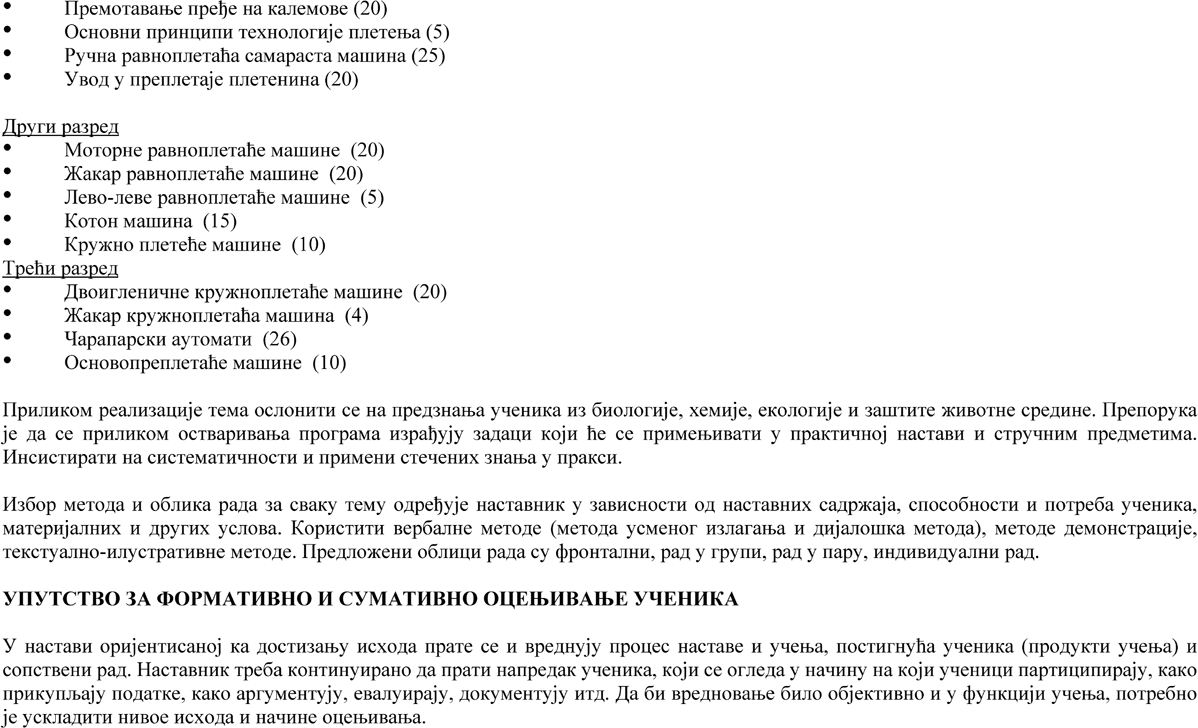 • Премотавање пређе на калемове (20)
• Основни принципи технологије плетења (5)
• Ручна равноплетаћа самараста машина (25)
• Увод у преплетаје плетенина (20)
Други разред
• Моторне равноплетаће машине (20)
• Жакар равноплетаће машине (20)
• Лево-леве равноплетаће машине (5)
• Котон машина (15)
• Кружно плетеће машине (10)
Трећи разред
• Двоигленичне кружноплетаће машине (20)
• Жакар кружноплетаћа машина (4)
• Чарапарски аутомати (26)
• Основопреплетаће машине (10)
Приликом реализације тема ослонити се на предзнања ученика из биологије, хемије, екологије и заштите животне средине. Препорука
је да се приликом остваривања програма израђују задаци који ће се примењивати у практичној настави и стручним предметима.
Инсистирати на систематичности и примени стечених знања у пракси.
Избор метода и облика рада за сваку тему одређује наставник у зависности од наставних садржаја, способности и потреба ученика,
материјалних и других услова. Користити вербалне методе (метода усменог излагања и дијалошка метода), методе демонстрације,
текстуално-илустративне методе. Предложени облици рада су фронтални, рад у групи, рад у пару, индивидуални рад.
УПУТСТВО ЗА ФОРМАТИВНО И СУМАТИВНО ОЦЕЊИВАЊЕ УЧЕНИКА
У настави оријентисаној ка достизању исхода прате се и вреднују процес наставе и учења, постигнућа ученика (продукти учења) и
сопствени рад. Наставник треба континуирано да прати напредак ученика, који се огледа у начину на који ученици партиципирају, како
прикупљају податке, како аргументују, евалуирају, документују итд. Да би вредновање било објективно и у функцији учења, потребно
је ускладити нивое исхода и начине оцењивања.